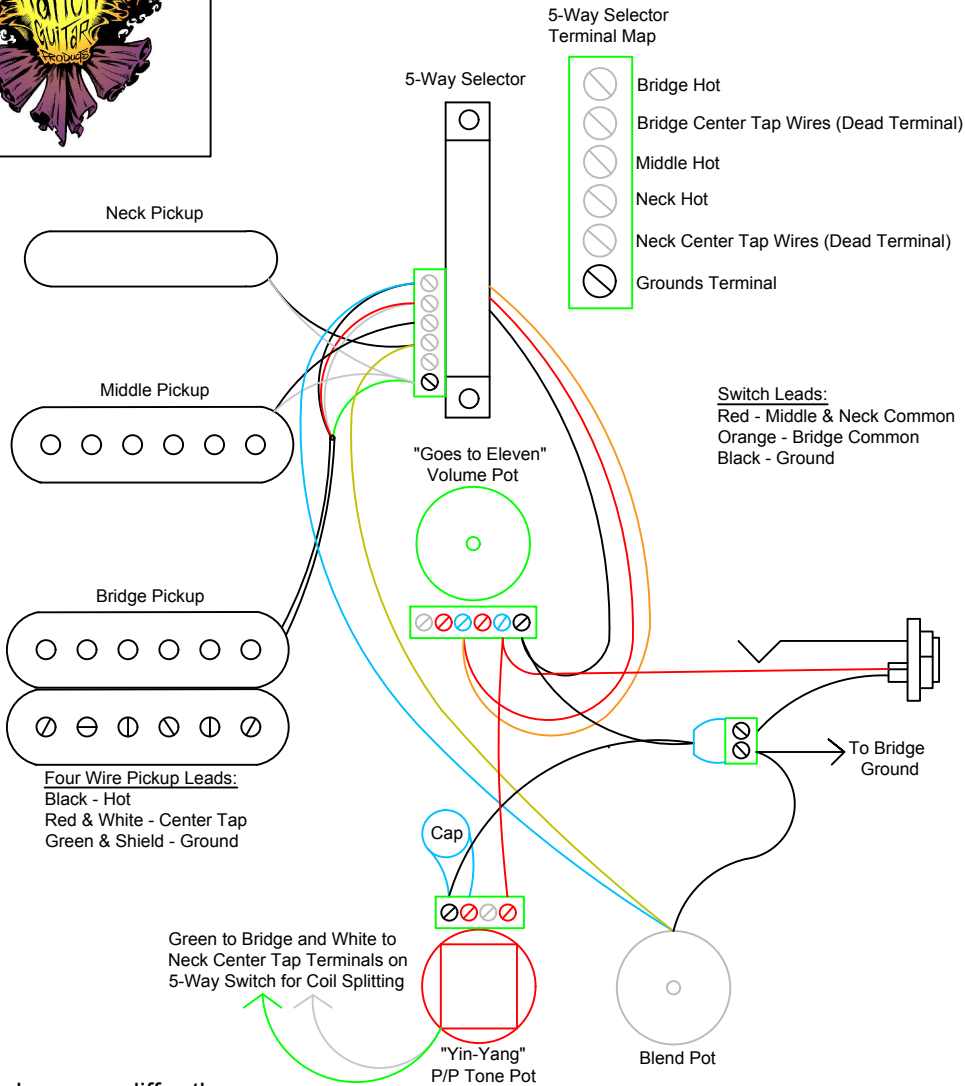 GUITAR
PRODUCTS
5-Way Selector
Terminal Map
Bridge Hot
Bridge Center Tap Wires (Dead Terminal)
Middle Hot
Neck Hot
Neck Center Tap Wires (Dead Terminal)
Grounds Terminal
5-Way Selector
Neck Pickup
Middle Pickup
Switch Leads:
Red - Middle & Neck Common
Orange - Bridge Common
Black - Ground
"Goes to Eleven"
Volume Pot
Bridge Pickup
Four Wire Pickup Leads:
Black - Hot
Red & White - Center Tap
Green & Shield - Ground
To Bridge
Ground
Cap
Green to Bridge and White to
Neck Center Tap Terminals on
5-Way Switch for Coil Splitting
"Yin-Yang"
P/P Tone Pot
Blend Pot